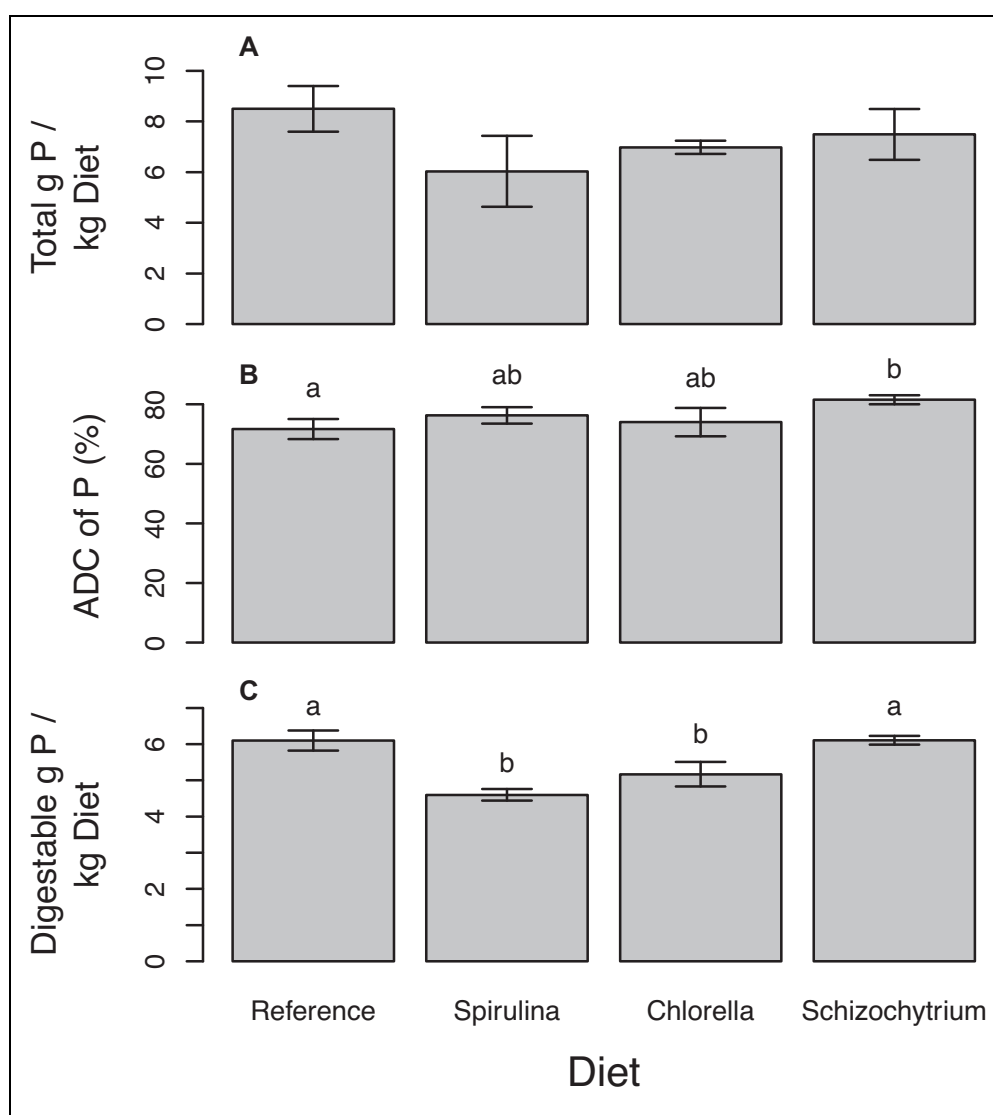 A
Total g P /
kg Diet
10
8
6
4
2
0
B
a
ab
ab
b
ADC of P (%)
80
60
40
20
0
C
a
b
b
a
Digestable g P /
kg Diet
6
4
2
0
Reference Spirulina Chlorella Schizochytrium
Diet